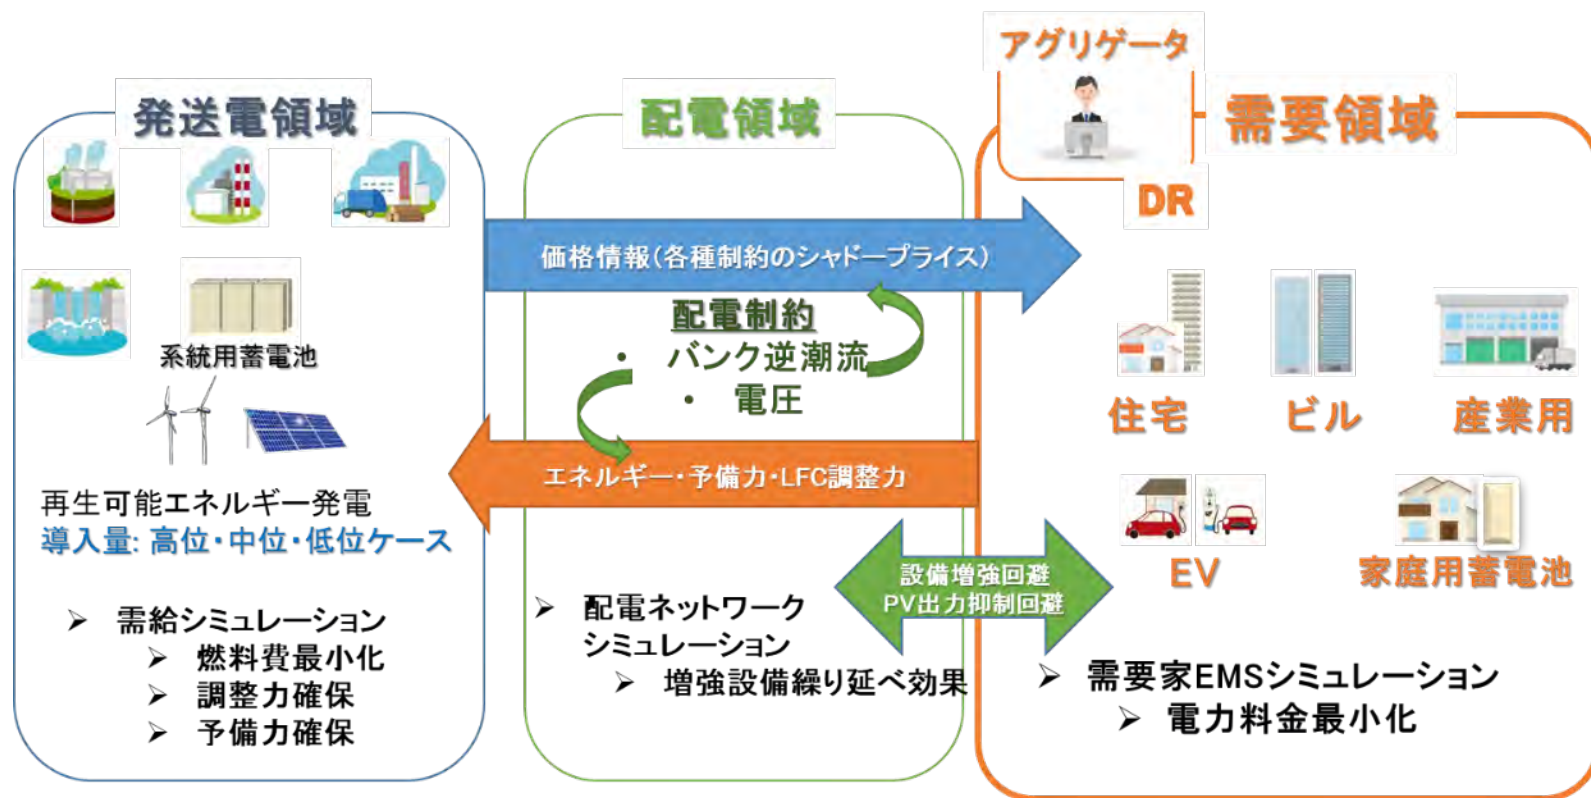 アグリゲータ
発送電領域
配電領域
需要領域
DR
価格情報(各種制約のシャドープライス)
配電制約
・ バンク逆潮流
・ 電圧
系統用蓄電池
住宅
ビル
産業用
エネルギー・予備力・LFC調整力
再生可能エネルギー発電
導入量: 高位・中位・低位ケース
EV
家庭用蓄電池
設備増強回避
PV出力抑制回避
➢ 需給シミュレーション
➢ 燃料費最小化
➢ 調整力確保
➢ 予備力確保
➢ 配電ネットワーク
シミュレーション
➢ 増強設備繰り延べ効果
➢ 需要家EMSシミュレーション
➢ 電力料金最小化